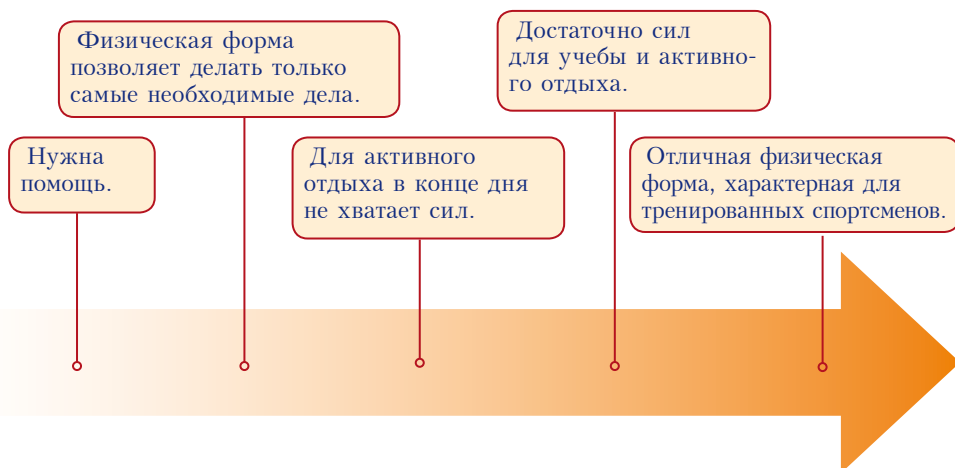 Нужна
помощь.
Физическая форма
позволяет делать только
самые необходимые дела.
Для активного
отдыха в конце дня
не хватает сил.
Достаточно сил
для учебы и активно-
го отдыха.
Отличная физическая
форма, характерная для
тренированных спортсменов.